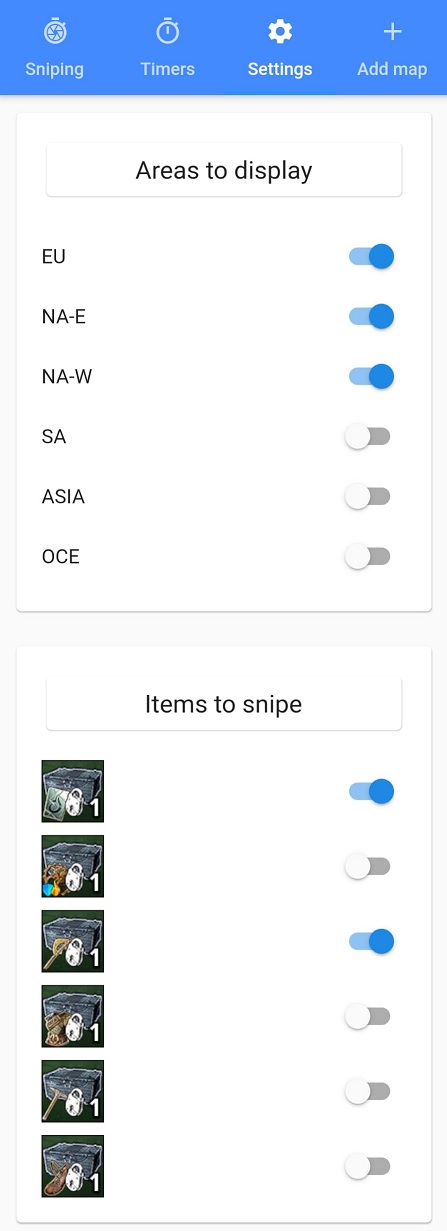 Sniping Timers Settings Add map
Areas to display
EU
NA-E
NA-W
SA
ASIA
OCE
Items to snipe
1
1
1
1
1
1